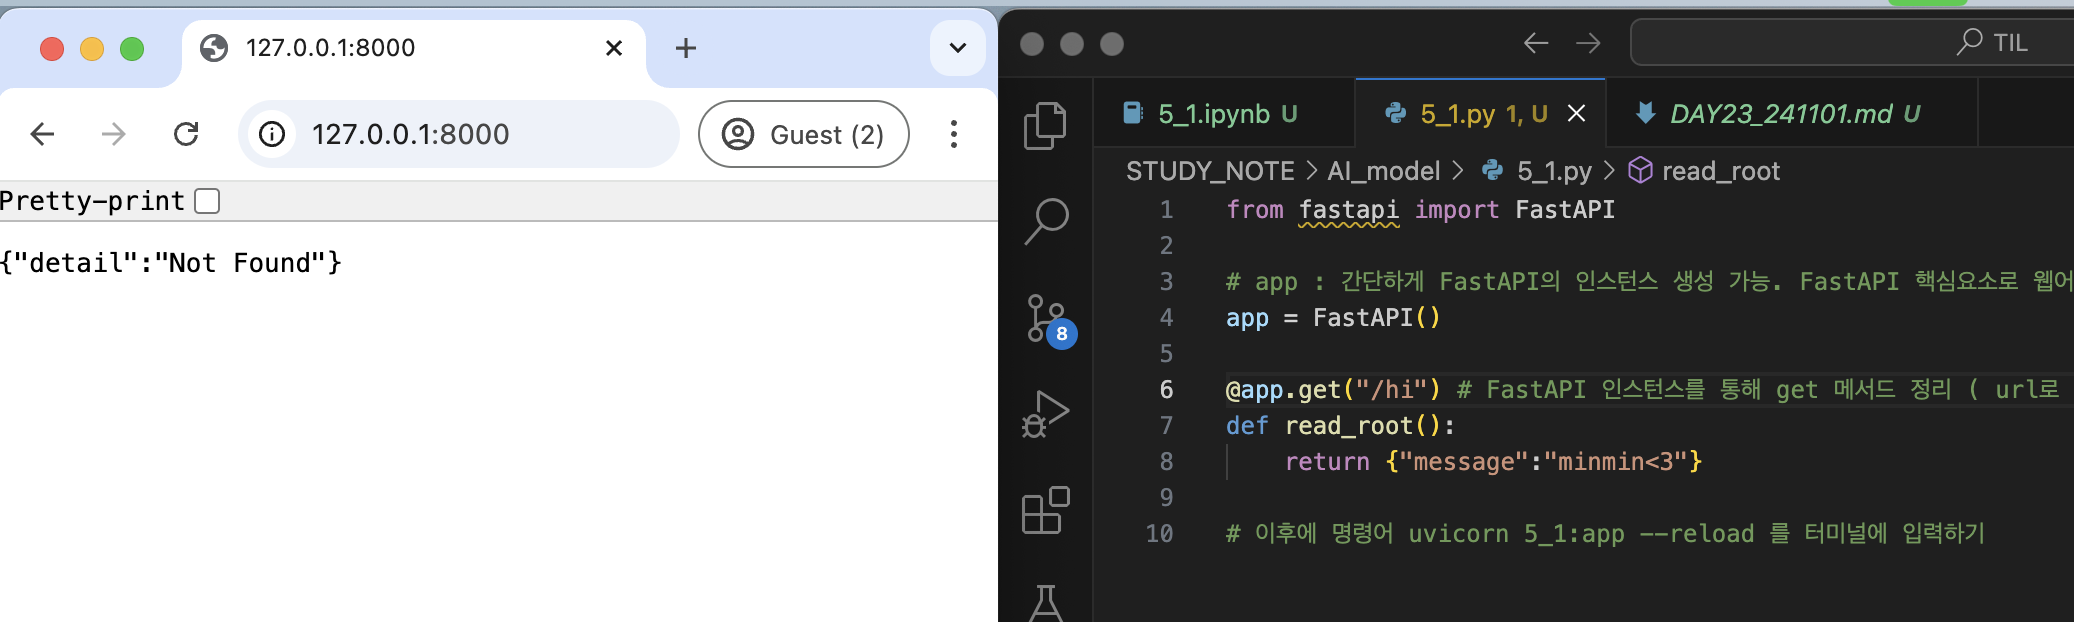 127.0.0.1:8000
127.0.0.1:8000
Guest (2)
Pretty-print
{"detail":"Not Found"}
TIL
5_1.ipynb U
5_1.py 1, U
DAY23_241101.md U
STUDY_NOTE > AI_model > 5_1.py > read_root
8
1 from fastapi import FastAPI
2
3 # app : 간단하게 FastAPI의 인스턴스 생성 가능. FastAPI 핵심요소로 웹어
4 app = FastAPI()
5
6 @app.get("/hi") # FastAPI 인스턴스를 통해 get 메서드 정리 ( url로
7 def read_root():
8 return {"message":"minmin<3"}
9
10 # 이후에 명령어 uvicorn 5_1:app --reload 를 터미널에 입력하기